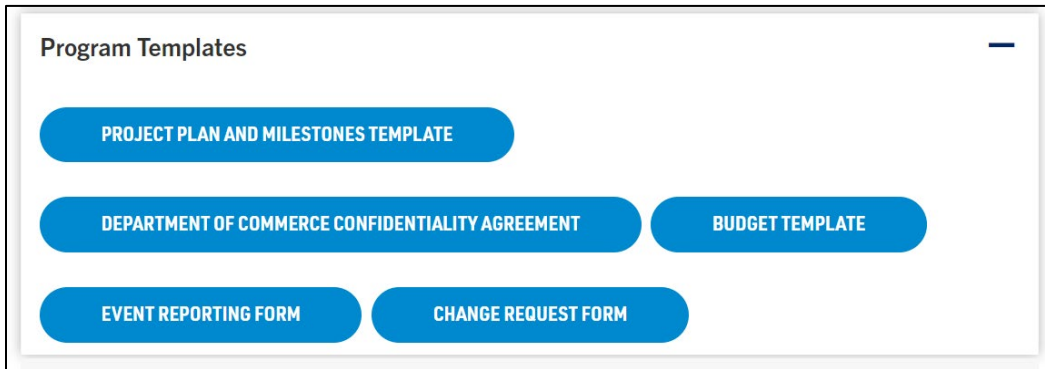 Program Templates
PROJECT PLAN AND MILESTONES TEMPLATE
DEPARTMENT OF COMMERCE CONFIDENTIALITY AGREEMENT BUDGET TEMPLATE
EVENT REPORTING FORM CHANGE REQUEST FORM